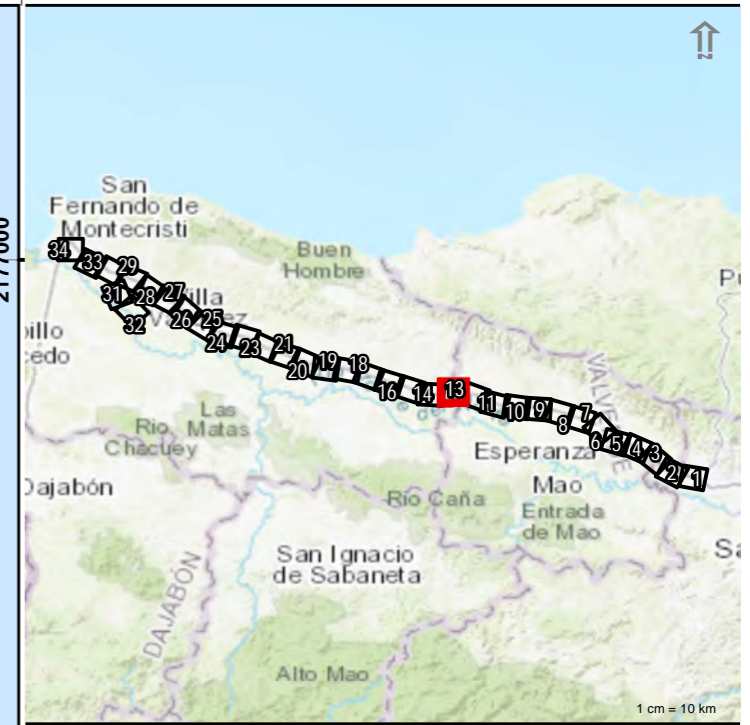 N
San
Fernando de
Montecristi
Buen
Hombre
34
33
29
31
28
27
32
26
25
24
23
21
20
19
18
16
14
13
11
10
9
8
7
6
5
4
3
2
1
Las
Matas
Rio
Chacuey
Dajabón
Esperanza
Mao
Entrada
de Mao
Río Caña
San Ignacio
de Sabaneta
DAJABÓN
Alto Mao
1 cm = 10 km